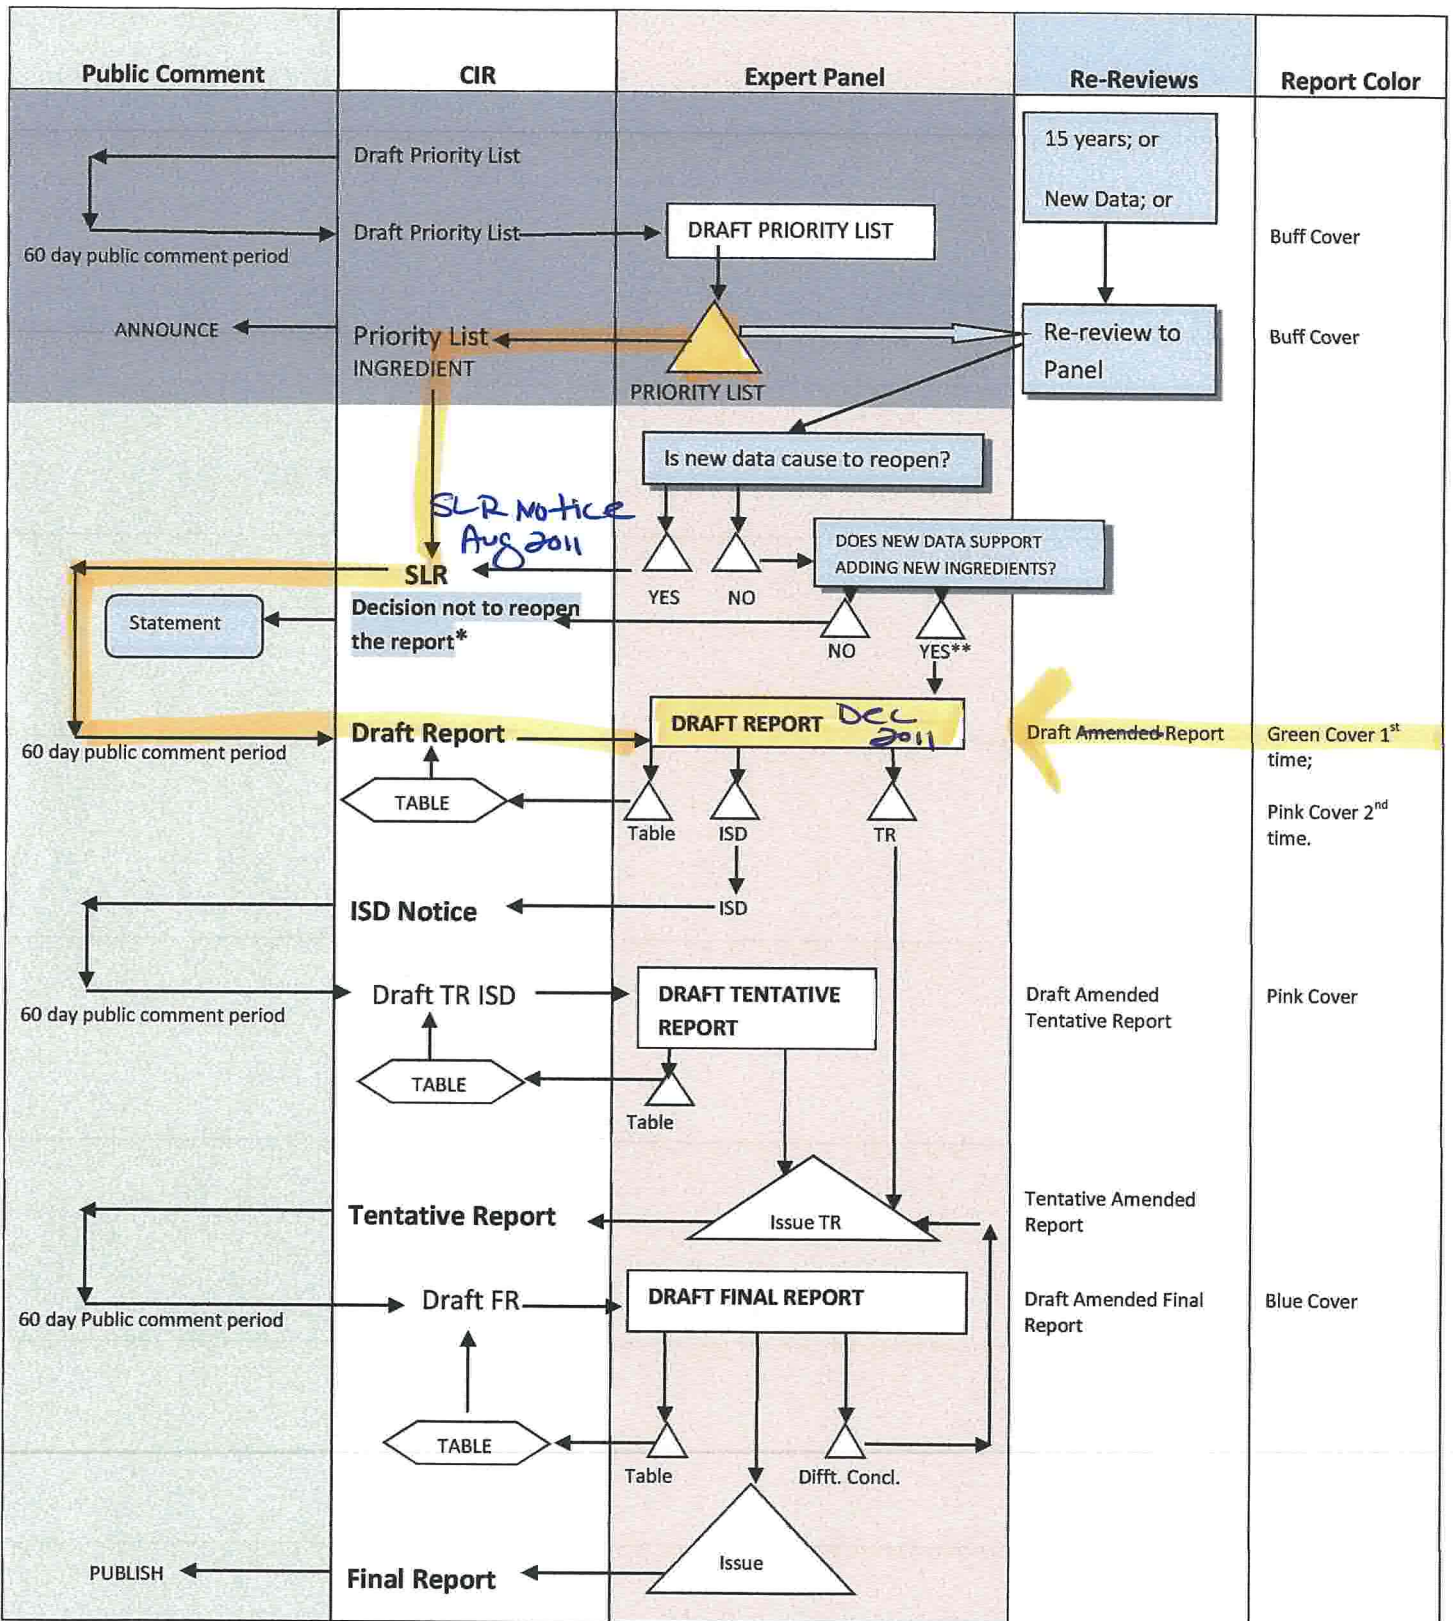 Public Comment
CIR
Expert Panel
Re-Reviews
Report Color
15 years; or
New Data; or
Draft Priority List
Draft Priority List
DRAFT PRIORITY LIST
Buff Cover
60 day public comment period
ANNOUNCE
Priority List
INGREDIENT
PRIORITY LIST
Re-review to
Panel
Buff Cover
Is new data cause to reopen?
SLR Notice
Aug 2011
SLR
YES
NO
DOES NEW DATA SUPPORT
ADDING NEW INGREDIENTS?
Statement
Decision not to reopen
the report*
NO
YES**
60 day public comment period
Draft Report
DRAFT REPORT
Dec
2011
Draft Amended Report
Green Cover 1st
time;
Pink Cover 2nd
time.
TABLE
Table
ISD
TR
ISD Notice
ISD
60 day public comment period
Draft TR ISD
DRAFT TENTATIVE
REPORT
Draft Amended
Tentative Report
Pink Cover
TABLE
Table
Tentative Report
Issue TR
Tentative Amended
Report
60 day Public comment period
Draft FR
DRAFT FINAL REPORT
Draft Amended Final
Report
Blue Cover
TABLE
Table
Difft. Concl.
PUBLISH
Final Report
Issue